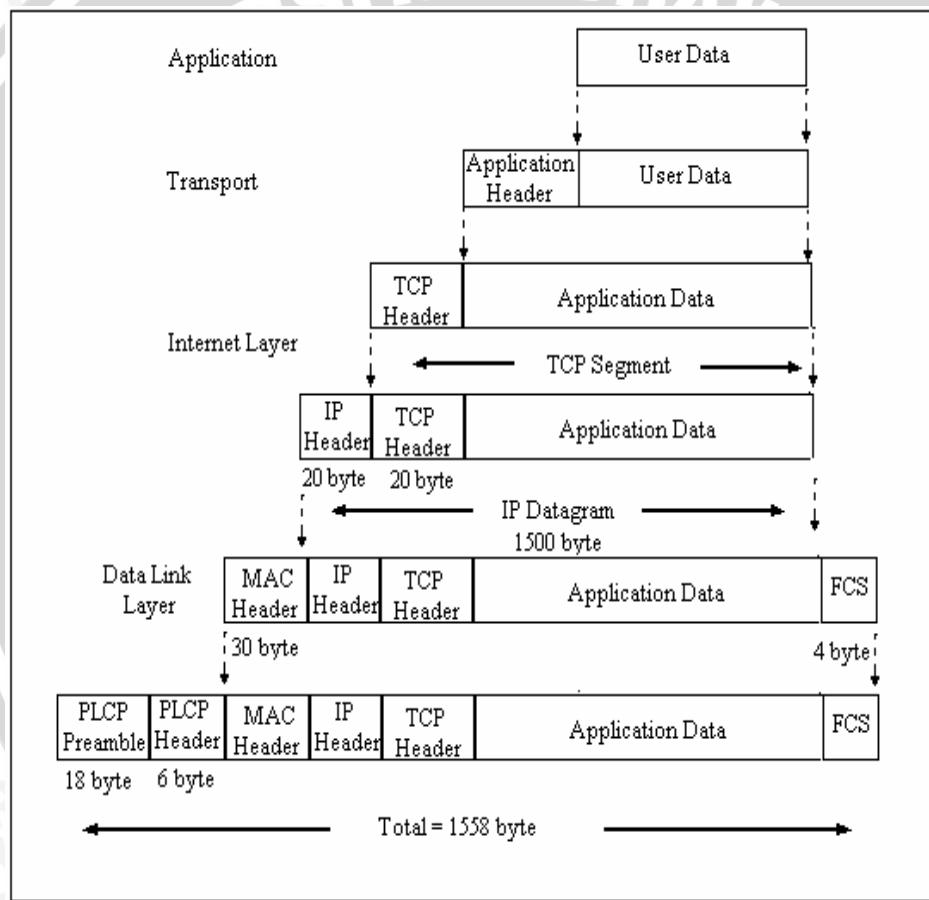 Application
User Data
Transport
Application
Header
User Data
TCP
Header
Application Data
Internet Layer
TCP Segment
IP
Header
TCP
Header
Application Data
20 byte
20 byte
IP Datagram
1500 byte
Data Link
Layer
MAC
Header
IP
Header
TCP
Header
Application Data
FCS
30 byte
4 byte
PLCP
Preamble
PLCP
Header
MAC
Header
IP
Header
TCP
Header
Application Data
FCS
18 byte
6 byte
Total = 1558 byte